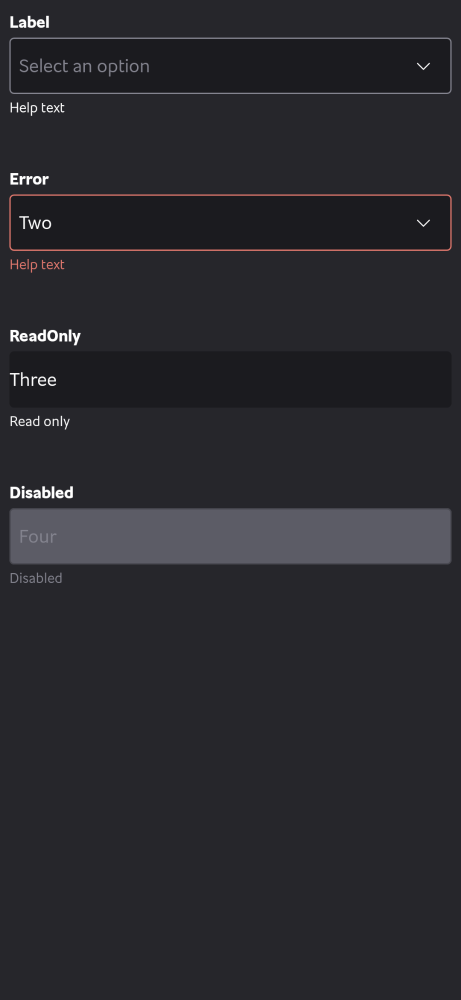 Label
Select an option
Help text
Error
Two
Help text
ReadOnly
Three
Read only
Disabled
Four
Disabled